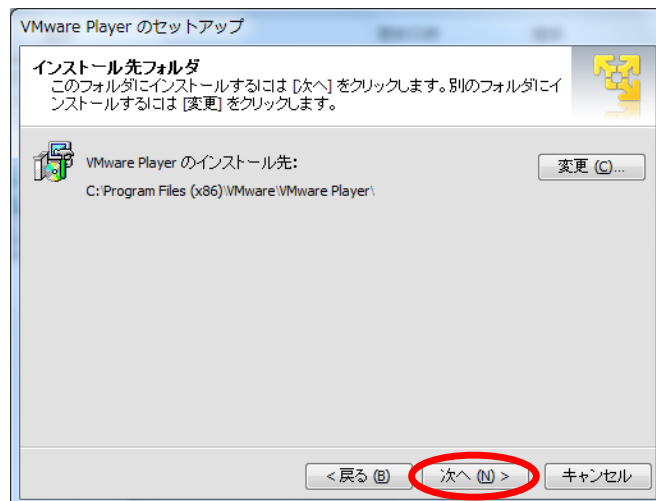 VMware Player のセットアップ
インストール先フォルダ
このフォルダにインストールするには [次へ] をクリックします。別のフォルダにイ
ンストールするには [変更] をクリックします。
VMware Player のインストール先:
変更 (C)...
C:\Program Files (x86)\VMware\VMware Player\
< 戻る (B)
次へ (N) >
キャンセル